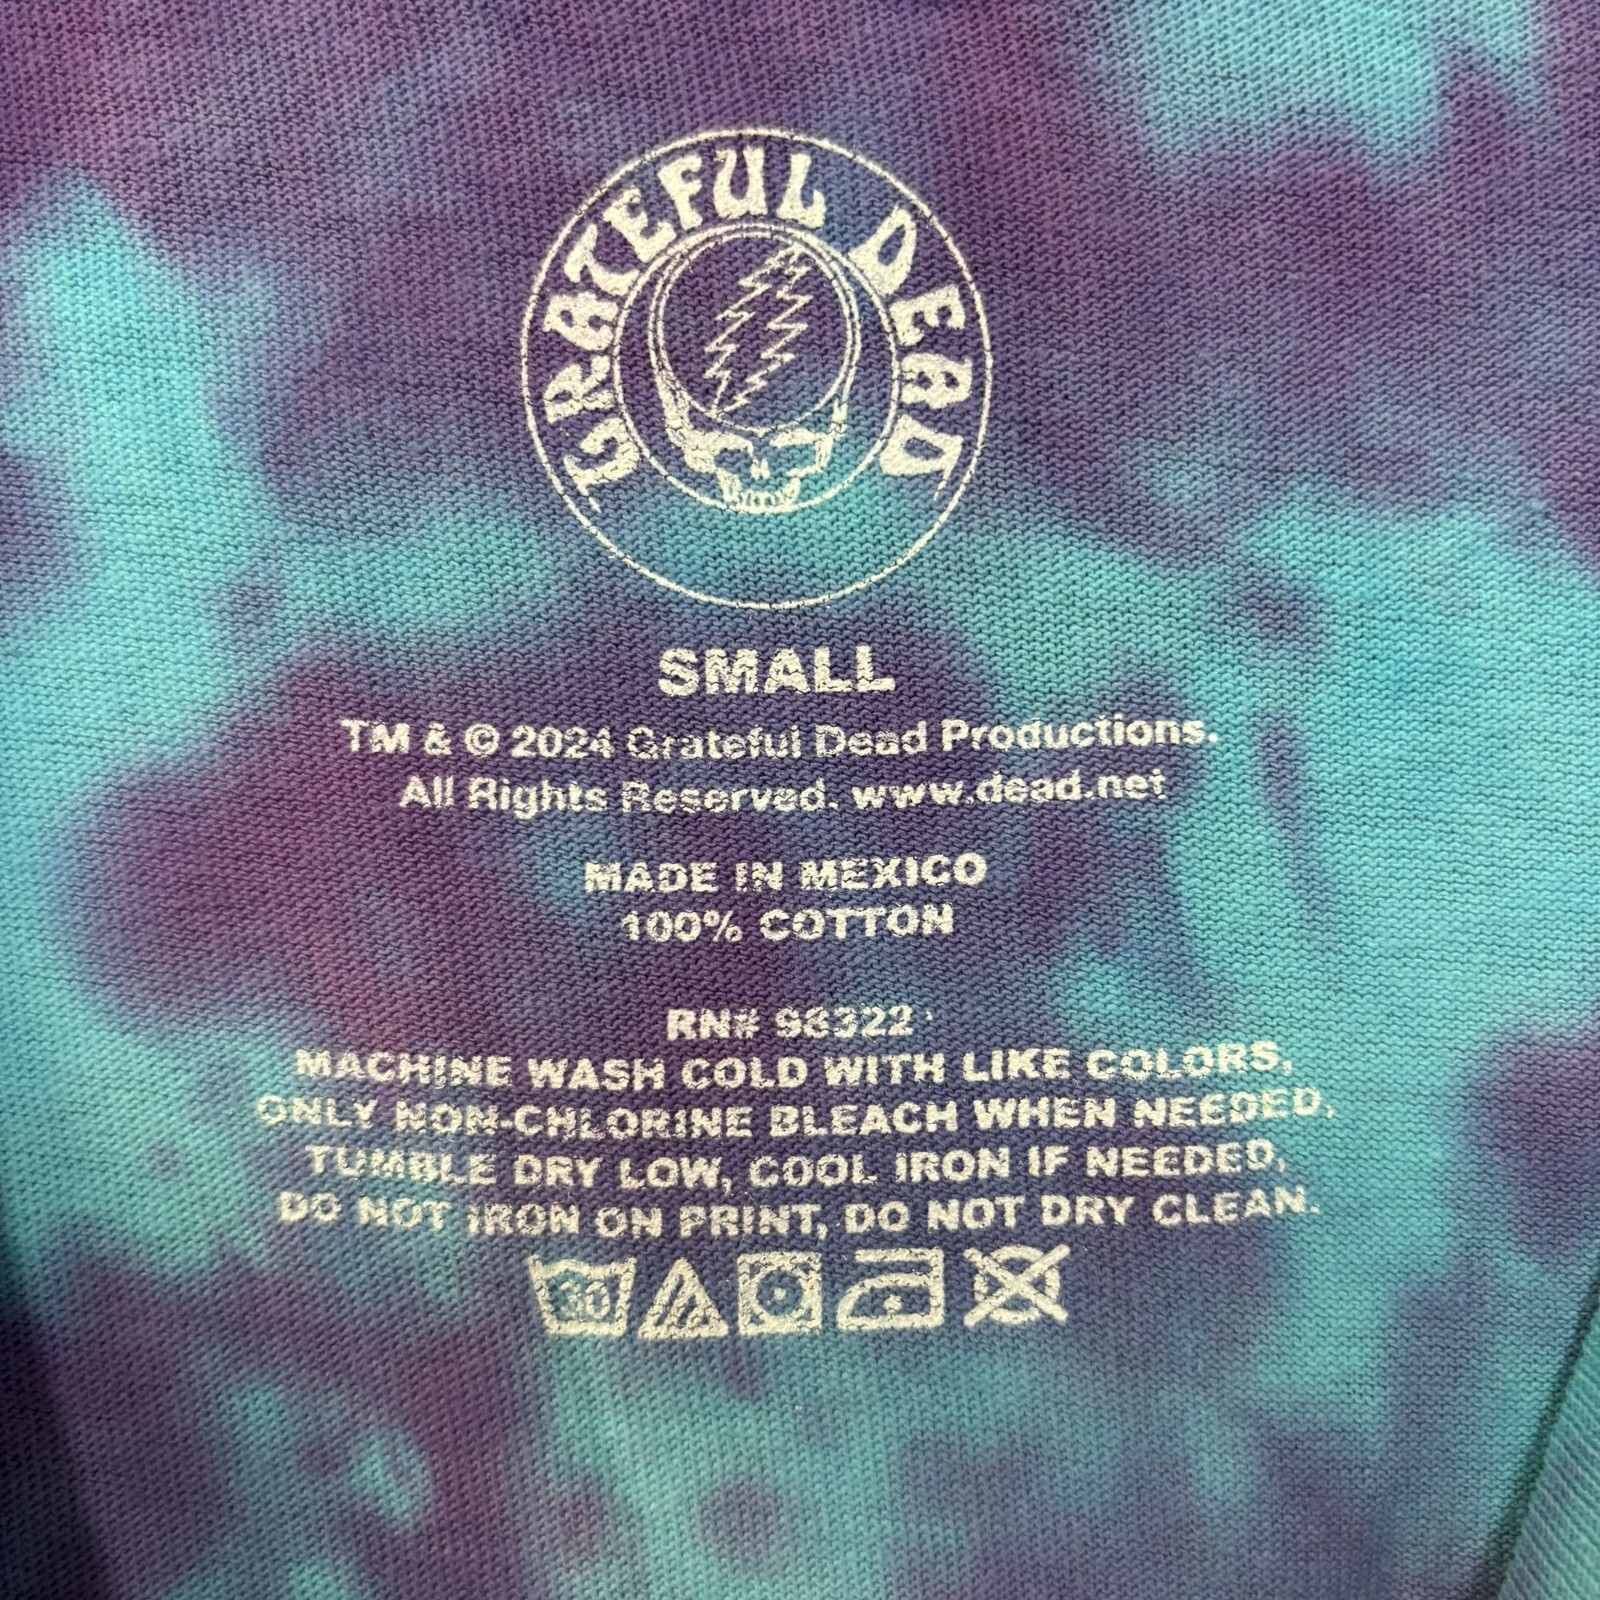 GRATEFUL DEAD
SMALL
TM & © 2024 Grateful Dead Productions.
All Rights Reserved. www.dead.net
MADE IN MEXICO
100% COTTON
RN# 98322
MACHINE WASH COLD WITH LIKE COLORS,
ONLY NON-CHLORINE BLEACH WHEN NEEDED,
TUMBLE DRY LOW, COOL IRON IF NEEDED,
DO NOT IRON ON PRINT, DO NOT DRY CLEAN.
30